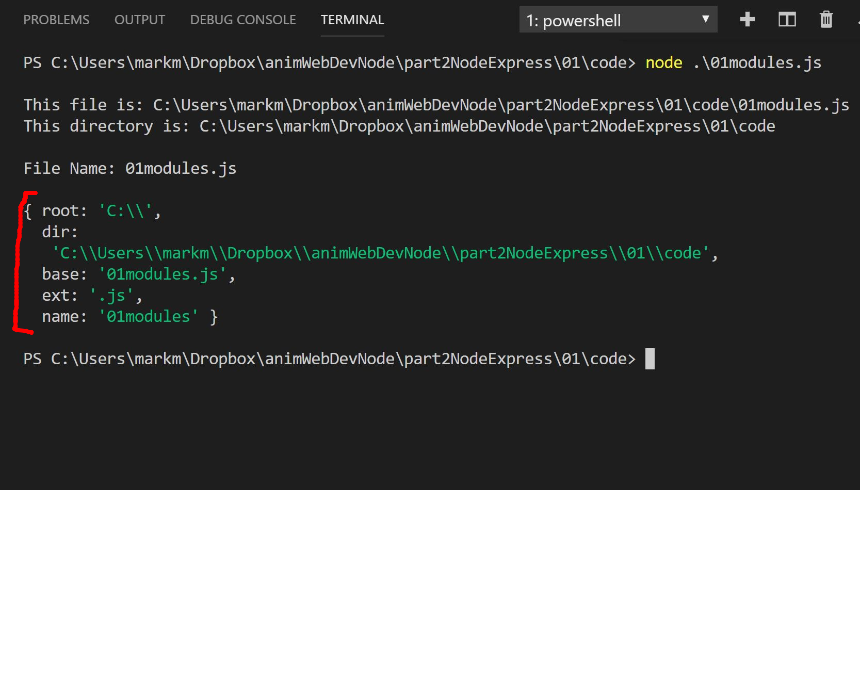 PROBLEMS OUTPUT DEBUG CONSOLE TERMINAL 1: powershell
PS C:\Users\markm\Dropbox\animWebDevNode\part2NodeExpress\01\code> node .\01modules.js
This file is: C:\Users\markm\Dropbox\animWebDevNode\part2NodeExpress\01\code\01modules.js
This directory is: C:\Users\markm\Dropbox\animWebDevNode\part2NodeExpress\01\code
File Name: 01modules.js
{ root: 'C:\\',
dir:
'C:\\Users\\markm\\Dropbox\\animWebDevNode\\part2NodeExpress\\01\\code',
base: '01modules.js',
ext: '.js',
name: '01modules' }
PS C:\Users\markm\Dropbox\animWebDevNode\part2NodeExpress\01\code>